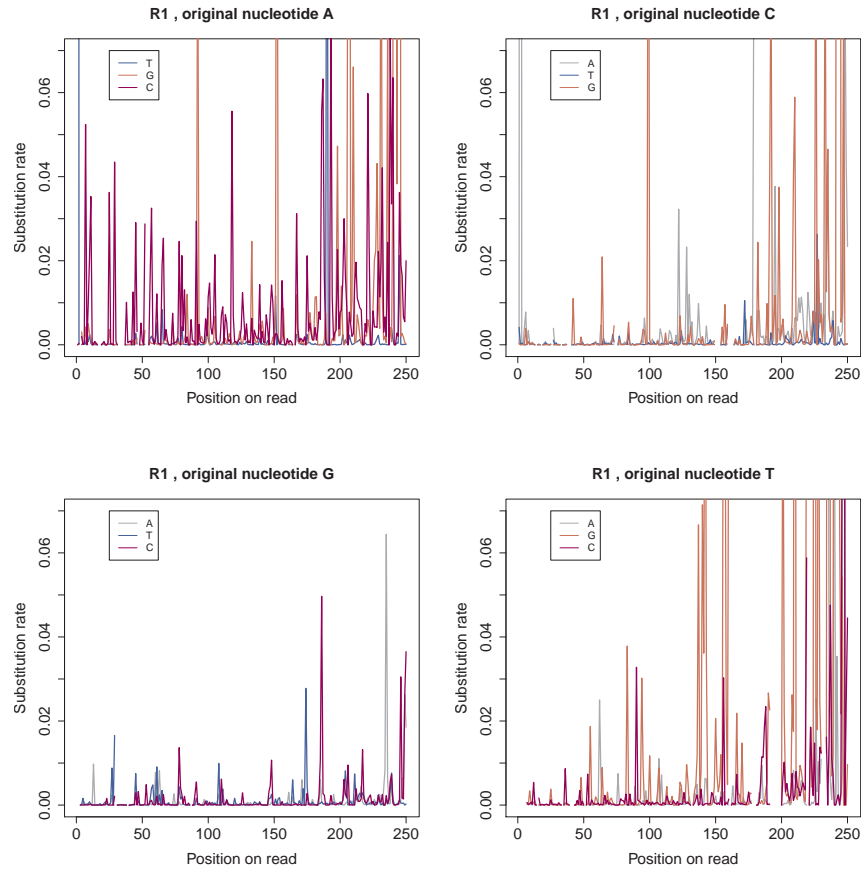 R1 , original nucleotide A
T
G
C
Substitution rate
0.00 0.02 0.04 0.06
0 50 100 150 200 250
Position on read
R1 , original nucleotide C
A
T
G
Substitution rate
0.00 0.02 0.04 0.06
0 50 100 150 200 250
Position on read
R1 , original nucleotide G
A
T
C
Substitution rate
0.00 0.02 0.04 0.06
0 50 100 150 200 250
Position on read
R1 , original nucleotide T
A
G
C
Substitution rate
0.00 0.02 0.04 0.06
0 50 100 150 200 250
Position on read